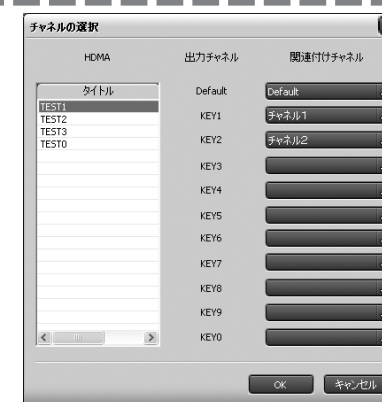 チャネルの選択
HDMA 出力チャネル 関連付けチャネル
タイトル
TEST1
TEST2
TEST3
TEST0
Default Default
KEY1 チャネル1
KEY2 チャネル2
KEY3
KEY4
KEY5
KEY6
KEY7
KEY8
KEY9
KEY0
OK キャンセル